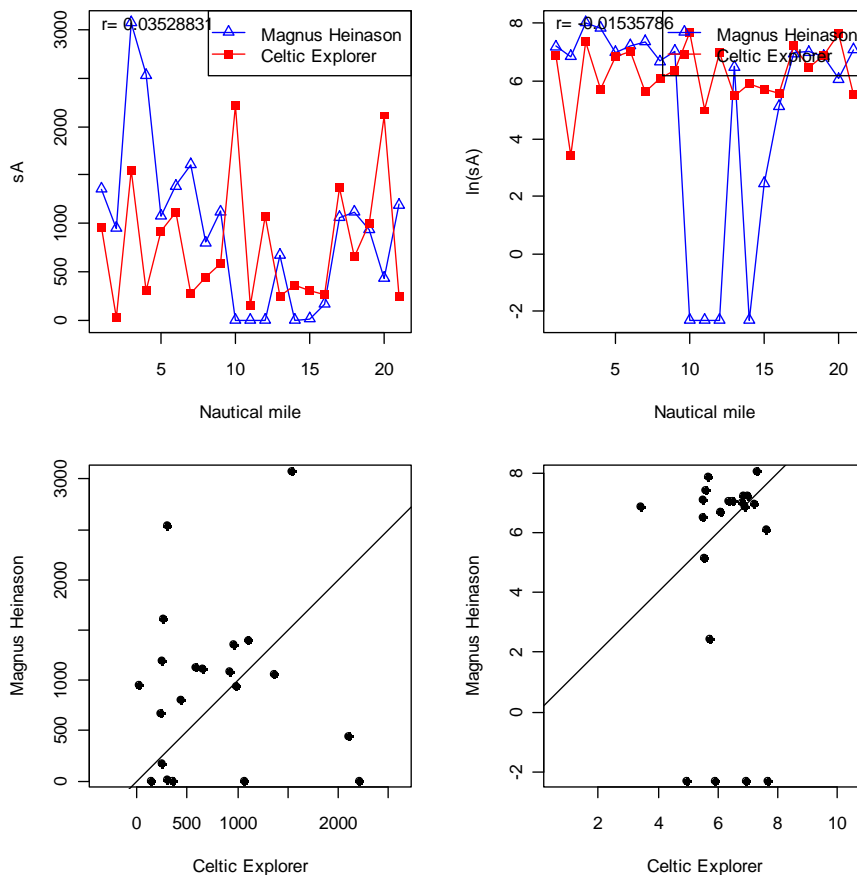 r= 0.03528831
Magnus Heinason
Celtic Explorer
sA
3000
2000
1000
500
0
5
10
15
20
Nautical mile
r= -0.01535786
Magnus Heinason
Celtic Explorer
ln(sA)
8
6
4
2
0
-2
5
10
15
20
Nautical mile
Magnus Heinason
3000
2000
1000
500
0
0
500
1000
2000
Celtic Explorer
Magnus Heinason
8
6
4
2
0
-2
2
4
6
8
10
Celtic Explorer